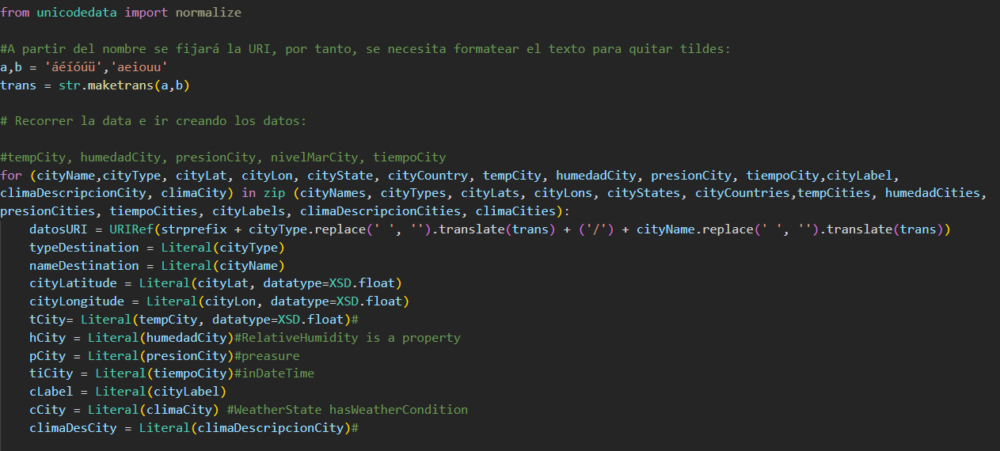 from unicodedata import normalize
#A partir del nombre se fijará la URI, por tanto, se necesita formatear el texto para quitar tildes:
a,b = 'áéíóúü','aeiouu'
trans = str.maketrans(a,b)
# Recorrer la data e ir creando los datos:
#tempCity, humedadCity, presionCity, nivelMarCity, tiempoCity
for (cityName,cityType, cityLat, cityLon, cityState, cityCountry, tempCity, humedadCity, presionCity, tiempoCity,cityLabel,
climaDescripcionCity, climaCity) in zip (cityNames, cityTypes, cityLats, cityLons, cityStates, cityCountries,tempCities, humedadCities,
presionCities, tiempoCities, cityLabels, climaDescripcionCities, climaCities):
    datosURI = URIRef(strprefix + cityType.replace(' ', '').translate(trans) + ('/') + cityName.replace(' ', '').translate(trans))
    typeDestination = Literal(cityType)
    nameDestination = Literal(cityName)
    cityLatitude = Literal(cityLat, datatype=XSD.float)
    cityLongitude = Literal(cityLon, datatype=XSD.float)
    tCity= Literal(tempCity, datatype=XSD.float)#
    hCity = Literal(humedadCity)#RelativeHumidity is a property
    pCity = Literal(presionCity)#preasure
    tiCity = Literal(tiempoCity)#inDateTime
    cLabel = Literal(cityLabel)
    cCity = Literal(climaCity) #WeatherState hasWeatherCondition
    climaDesCity = Literal(climaDescripcionCity)#